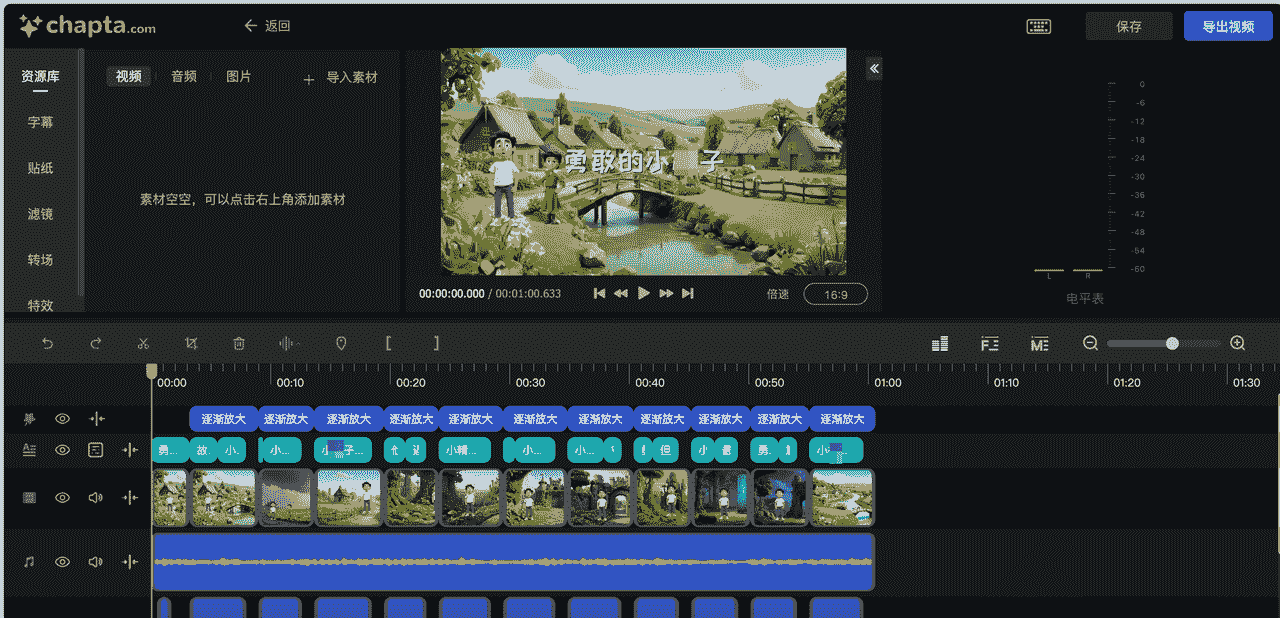 chapta.com
返回
保存
导出视频
资源库
视频
音频
图片
导入素材
字幕
贴纸
滤镜
转场
特效
素材空空，可以点击右上角添加素材
勇敢的小 子
00:00:00.000 / 00:01:00.633
倍速
16:9
0
-6
-12
-18
-24
-30
-36
-42
-48
-54
-60
L
R
电平表
00:00
00:10
00:20
00:30
00:40
00:50
01:00
01:10
01:20
01:30
逐渐放大 逐渐放大 逐渐放大 逐渐放大 逐渐放大 逐渐放大 逐渐放大 逐渐放大 逐渐放大 逐渐放大 逐渐放大
勇... 故. 小. 小... 小 子... 小精... 小... 小... 但 小 勇. 小